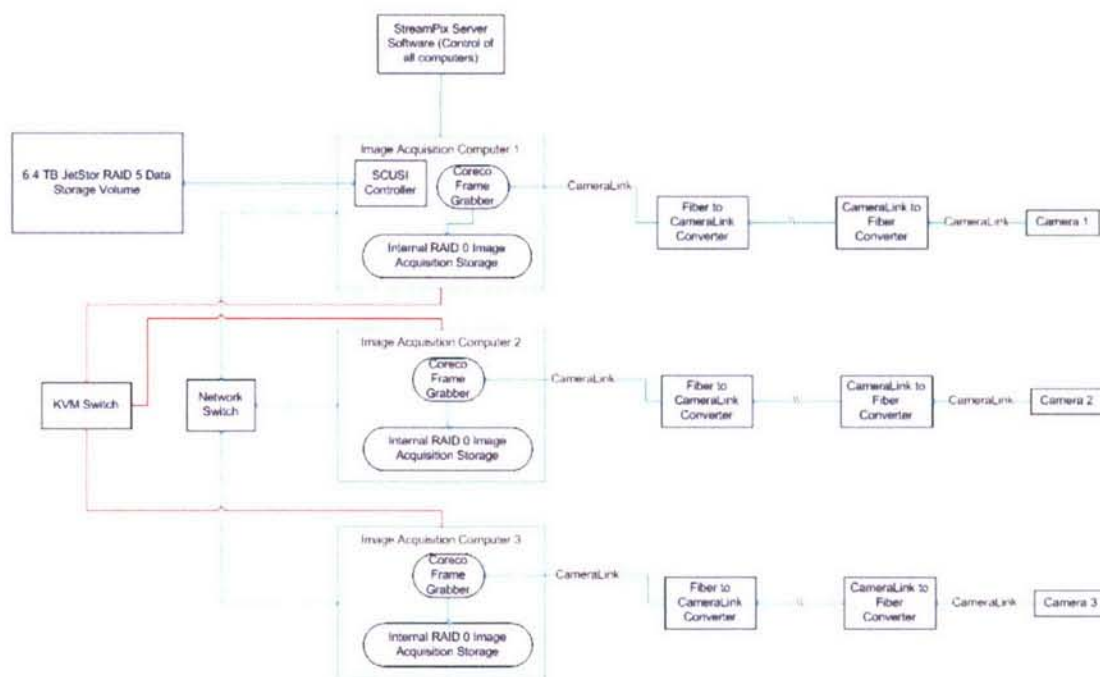 StreamPix Server
Software (Control of
all computers)
6.4 TB JetStor RAID 5 Data
Storage Volume
Image Acquisition Computer 1
SCUSI
Controller
Coreco
Frame
Grabber
Internal RAID 0 Image
Acquisition Storage
CameraLink
Fiber to
CameraLink
Converter
CameraLink to
Fiber
Converter
CameraLink
Camera 1
KVM Switch
Network
Switch
Image Acquisition Computer 2
Coreco
Frame
Grabber
Internal RAID 0 Image
Acquisition Storage
CameraLink
Fiber to
CameraLink
Converter
CameraLink to
Fiber
Converter
CameraLink
Camera 2
Image Acquisition Computer 3
Coreco
Frame
Grabber
Internal RAID 0 Image
Acquisition Storage
CameraLink
Fiber to
CameraLink
Converter
CameraLink to
Fiber
Converter
CameraLink
Camera 3